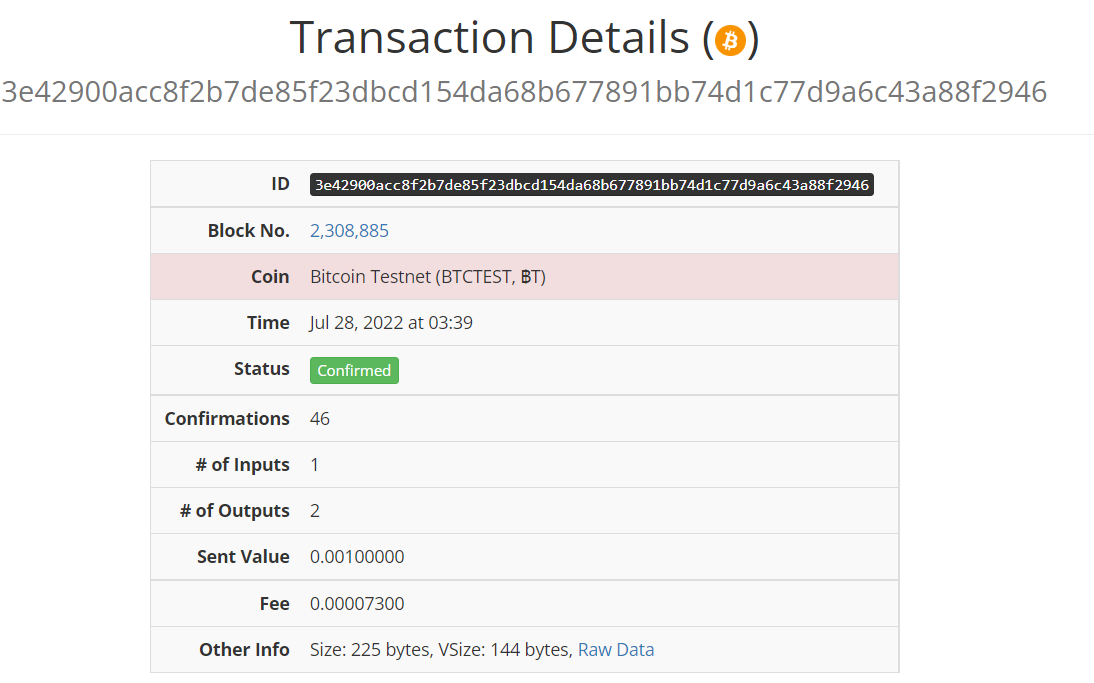 Transaction Details (₿)
3e42900acc8f2b7de85f23dbcd154da68b677891bb74d1c77d9a6c43a88f2946
ID 3e42900acc8f2b7de85f23dbcd154da68b677891bb74d1c77d9a6c43a88f2946
Block No. 2,308,885
Coin Bitcoin Testnet (BTCTEST, ฿T)
Time Jul 28, 2022 at 03:39
Status Confirmed
Confirmations 46
# of Inputs 1
# of Outputs 2
Sent Value 0.00100000
Fee 0.00007300
Other Info Size: 225 bytes, VSize: 144 bytes, Raw Data